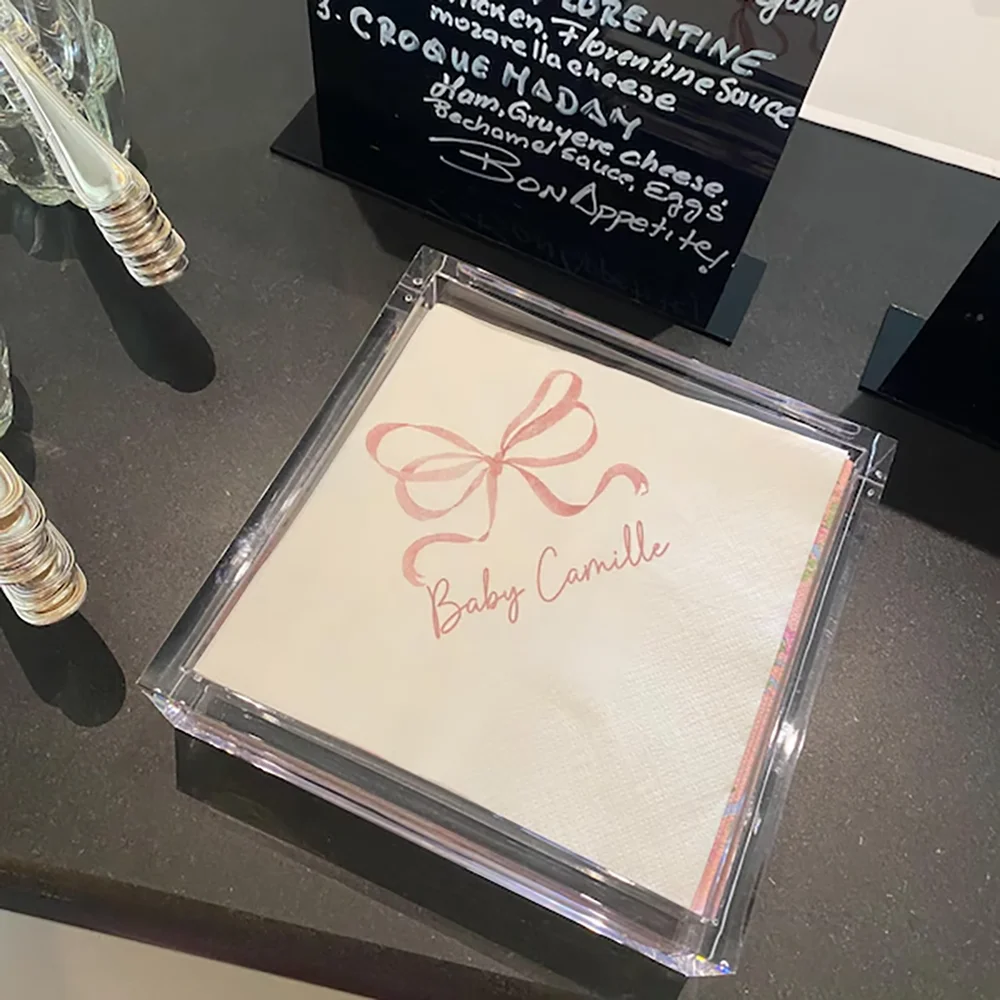 FLORENTINE
Chicken, Florentine Sauce
mozarella cheese
3. CROQUE MADAM
Ham, Gruyere cheese,
Bechamel Sauce, Eggs
BON Appetite!
Baby Camille